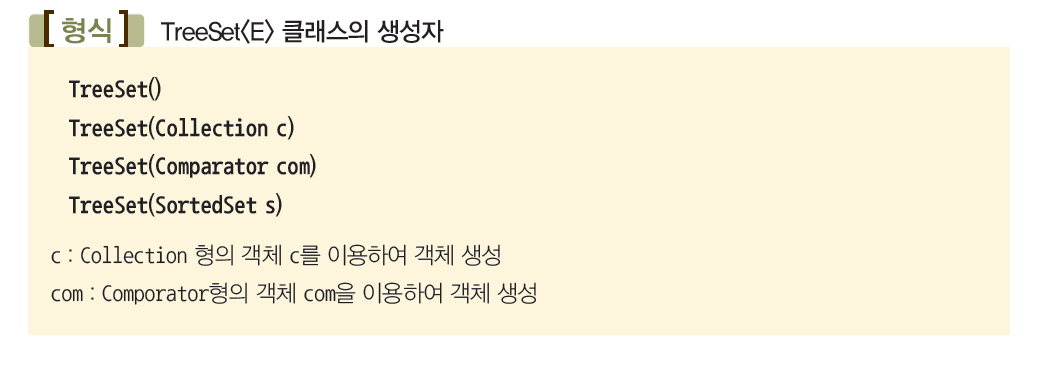 [형식] TreeSet<E> 클래스의 생성자
TreeSet()
TreeSet(Collection c)
TreeSet(Comparator com)
TreeSet(SortedSet s)
c : Collection 형의 객체 c를 이용하여 객체 생성
com : Comporator형의 객체 com을 이용하여 객체 생성